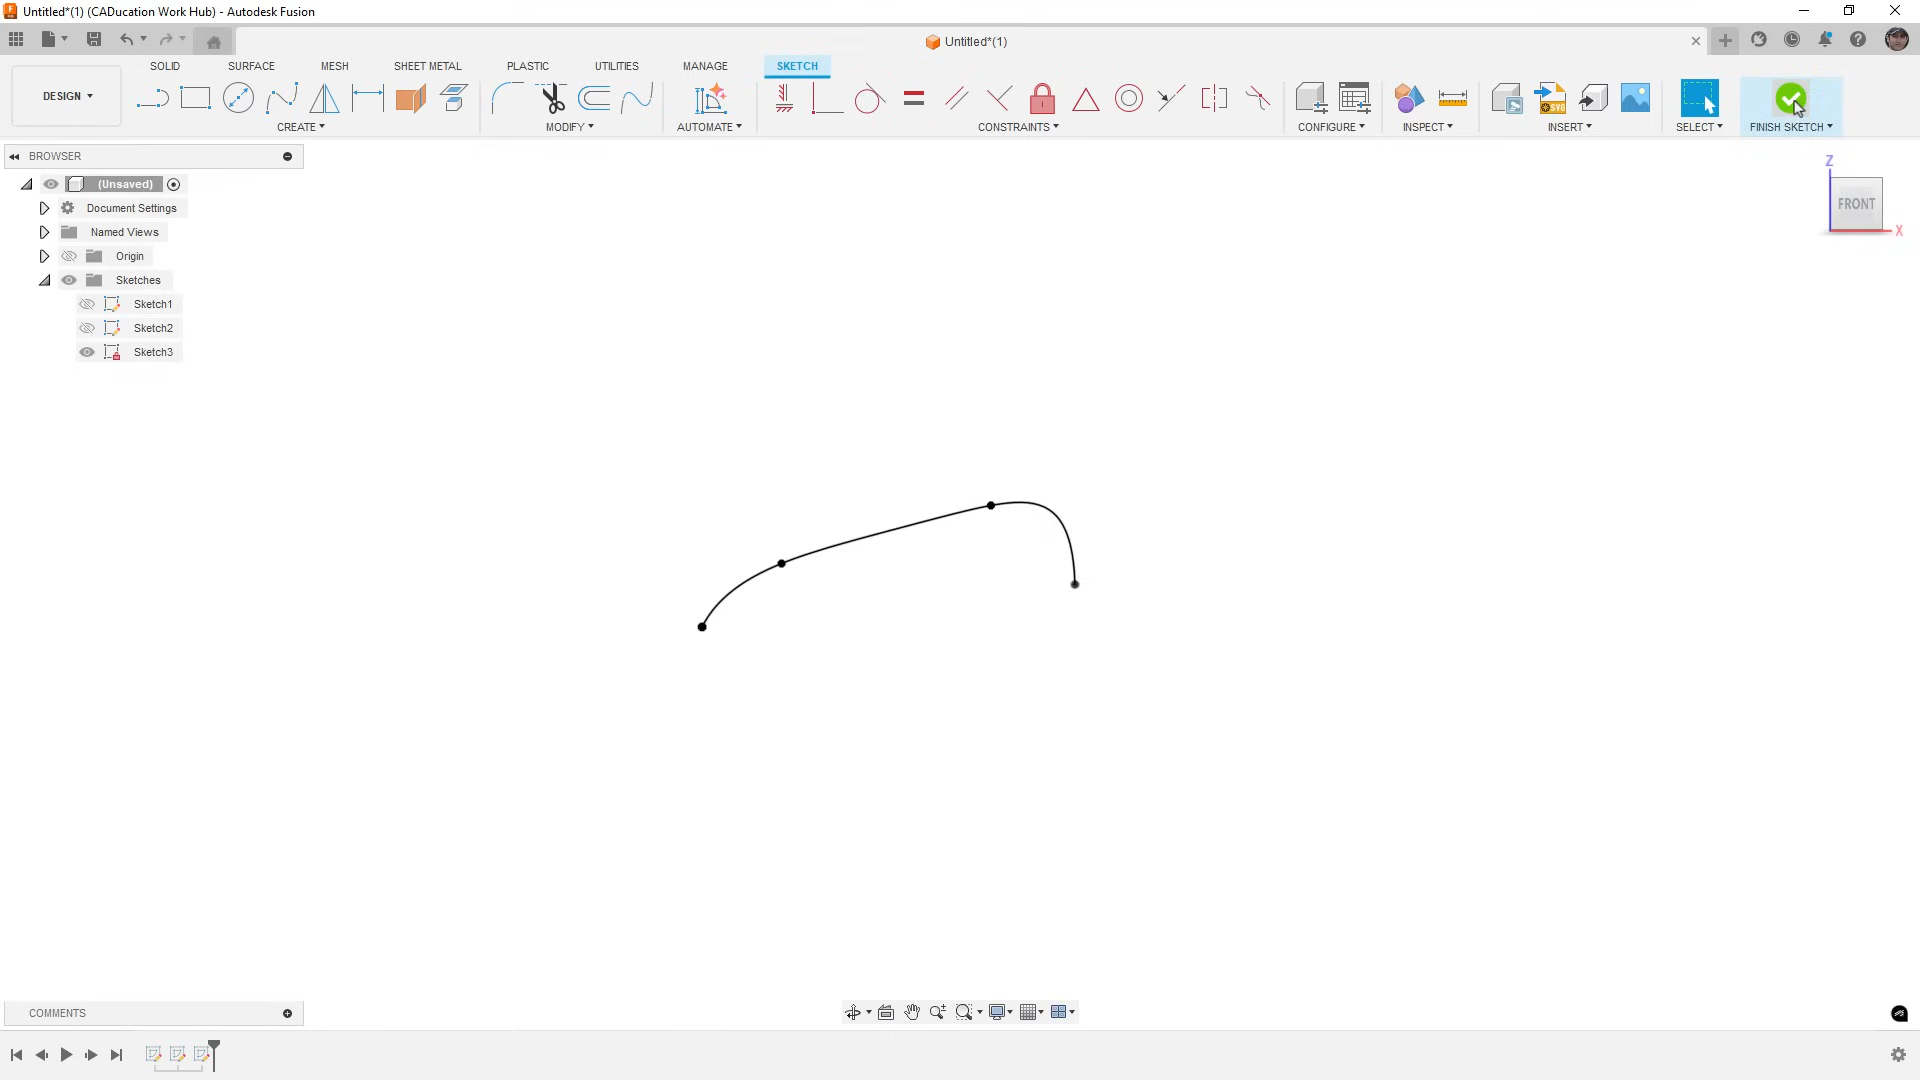 Untitled*(1) (CADucation Work Hub) - Autodesk Fusion
Untitled*(1)
SOLID SURFACE MESH SHEET METAL PLASTIC UTILITIES MANAGE SKETCH
DESIGN
CREATE MODIFY AUTOMATE CONSTRAINTS CONFIGURE INSPECT INSERT SELECT FINISH SKETCH
BROWSER
(Unsaved)
Document Settings
Named Views
Origin
Sketches
Sketch1
Sketch2
Sketch3
Z
FRONT
X
COMMENTS